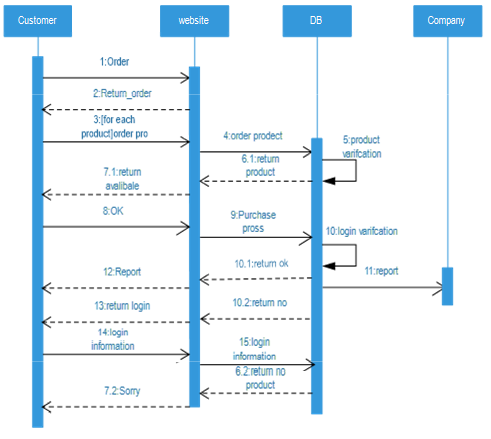 Customer
website
DB
Company
1:Order
2:Return_order
3:[for each
product]order pro
4:order prodect
5:product
varifcation
6.1:return
product
7.1:return
avalibale
8:OK
9:Purchase
pross
10:login varifcation
10.1:return ok
11:report
12:Report
10.2:return no
13:return login
14:login
information
15:login
information
6.2:return no
product
7.2:Sorry